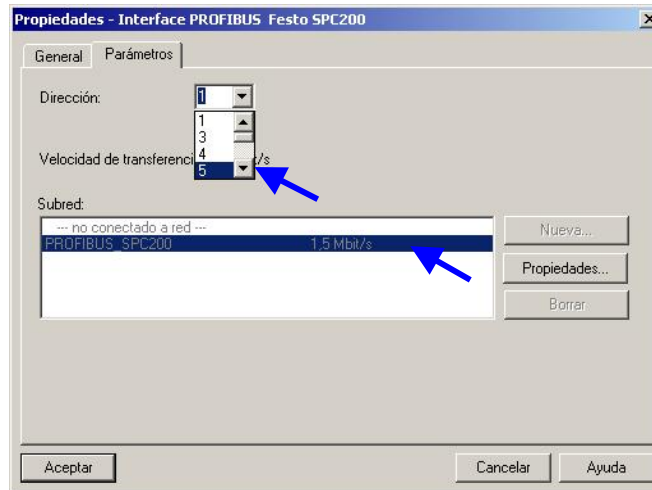 Propiedades - Interface PROFIBUS Festo SPC200
General Parámetros
Dirección: 1
1
3
4
5
Velocidad de transferenci /s
Subred:
--- no conectado a red ---
PROFIBUS_SPC200 1,5 Mbit/s
Nueva...
Propiedades...
Borrar
Aceptar Cancelar Ayuda